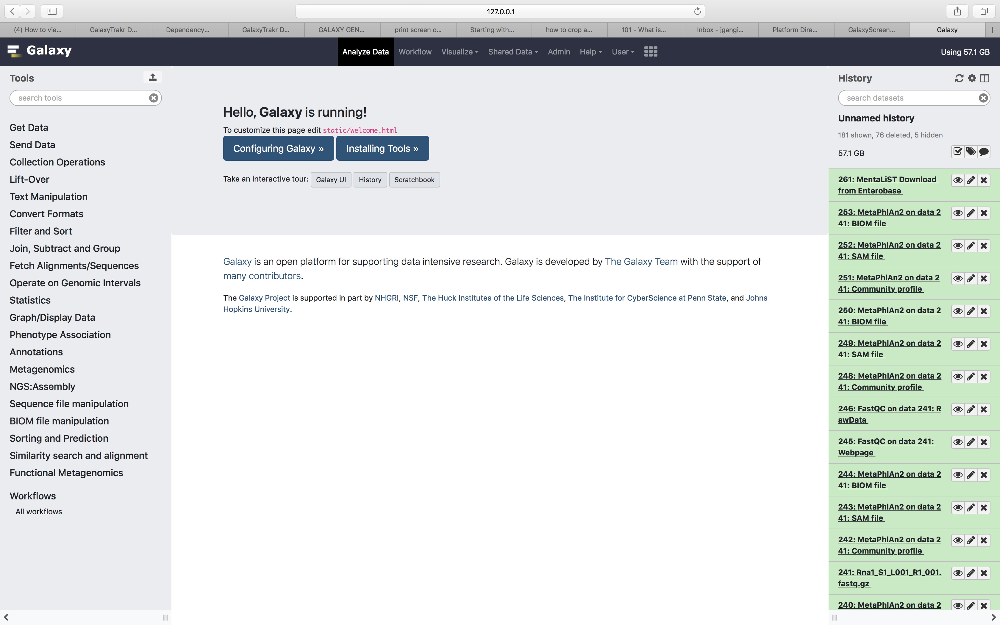 127.0.0.1
(4) How to vie...
GalaxyTrakr D...
Dependency...
GalaxyTrakr D...
GALAXY GEN...
print screen o...
Starting with...
how to crop a...
101 - What is...
Inbox - jgangi...
Platform Dire...
GalaxyScreen...
Galaxy
Galaxy
Analyze Data
Workflow
Visualize
Shared Data
Admin
Help
User
Using 57.1 GB
Tools
search tools
Get Data
Send Data
Collection Operations
Lift-Over
Text Manipulation
Convert Formats
Filter and Sort
Join, Subtract and Group
Fetch Alignments/Sequences
Operate on Genomic Intervals
Statistics
Graph/Display Data
Phenotype Association
Annotations
Metagenomics
NGS:Assembly
Sequence file manipulation
BIOM file manipulation
Sorting and Prediction
Similarity search and alignment
Functional Metagenomics
Workflows
All workflows
Hello, Galaxy is running!
To customize this page edit static/welcome.html
Configuring Galaxy »
Installing Tools »
Take an interactive tour: Galaxy UI History Scratchbook
Galaxy is an open platform for supporting data intensive research. Galaxy is developed by The Galaxy Team with the support of
many contributors.
The Galaxy Project is supported in part by NHGRI, NSF, The Huck Institutes of the Life Sciences, The Institute for CyberScience at Penn State, and Johns
Hopkins University.
History
search datasets
Unnamed history
181 shown, 76 deleted, 5 hidden
57.1 GB
261: MentaLiST Download
from Enterobase
253: MetaPhlAn2 on data 2
41: BIOM file
252: MetaPhlAn2 on data 2
41: SAM file
251: MetaPhlAn2 on data 2
41: Community profile
250: MetaPhlAn2 on data 2
41: BIOM file
249: MetaPhlAn2 on data 2
41: SAM file
248: MetaPhlAn2 on data 2
41: Community profile
246: FastQC on data 241: R
awData
245: FastQC on data 241:
Webpage
244: MetaPhlAn2 on data 2
41: BIOM file
243: MetaPhlAn2 on data 2
41: SAM file
242: MetaPhlAn2 on data 2
41: Community profile
241: Rna1_S1_L001_R1_001.
fastq.gz
240: MetaPhlAn2 on data 2